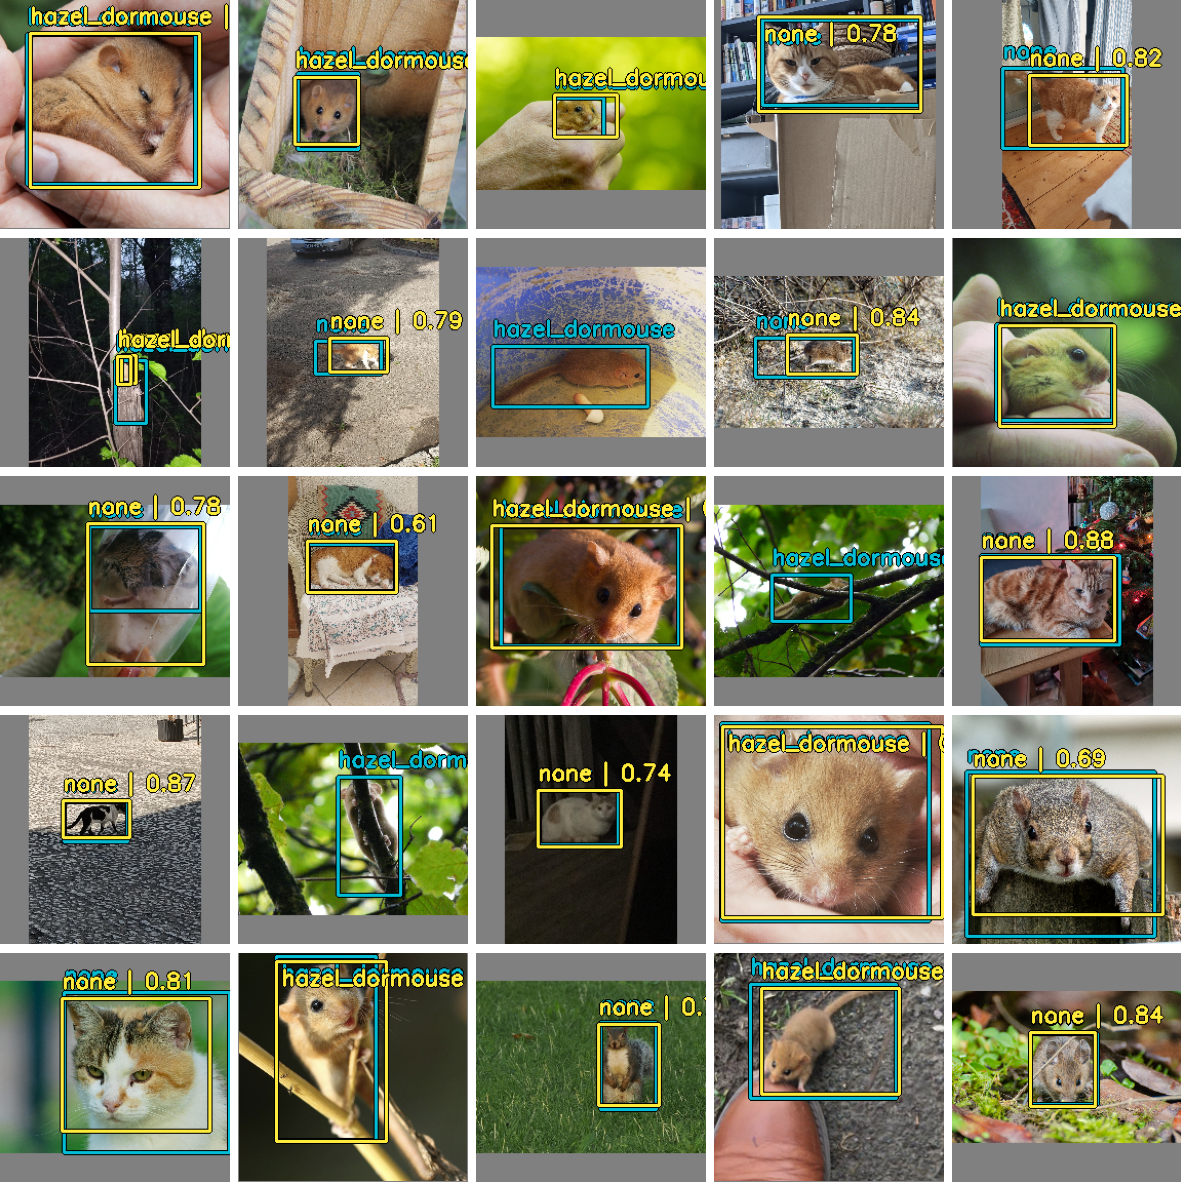 hazel_dormouse |
hazel_dormouse
hazel_dormou
none | 0.78
none
none | 0.82
hazel_dorm
none | 0.79
hazel_dormouse
none | 0.84
hazel_dormouse
none | 0.78
none | 0.61
hazel_dormouse |
hazel_dormouse
none | 0.88
none | 0.87
hazel_dorm
none | 0.74
hazel_dormouse |
none | 0.69
none | 0.81
hazel_dormouse
none | 0.
hazel_dormouse
none | 0.84